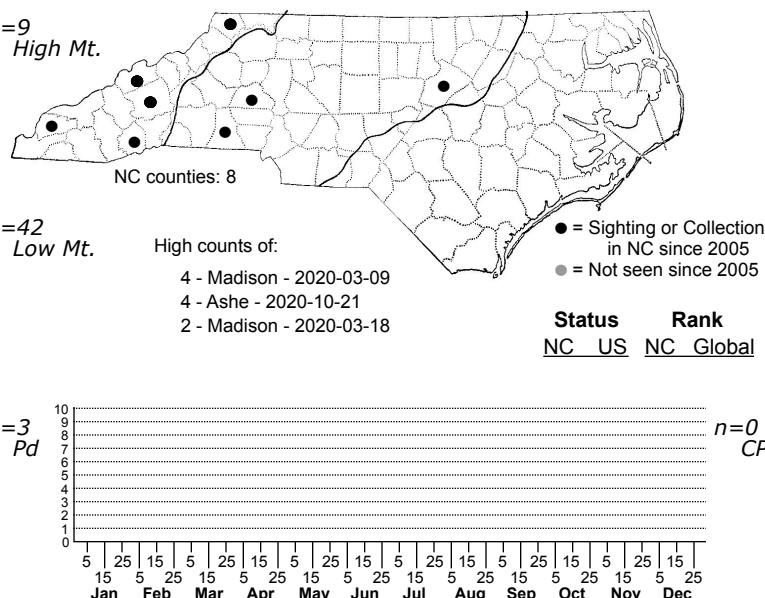 =9
High Mt.
NC counties: 8
=42
Low Mt.
High counts of:
4 - Madison - 2020-03-09
4 - Ashe - 2020-10-21
2 - Madison - 2020-03-18
● = Sighting or Collection
in NC since 2005
● = Not seen since 2005
Status Rank
NC US NC Global
=3
Pd
n=0
CP
10
9
8
7
6
5
4
3
2
1
0
5 25 15 5 25 15 5 25 15 5 25 15 5 25 15 5 25 15
15 5 25 15 5 25 15 5 25 15 5 25 15 5 25 15 5 25
Jan Feb Mar Apr May Jun Jul Aug Sep Oct Nov Dec